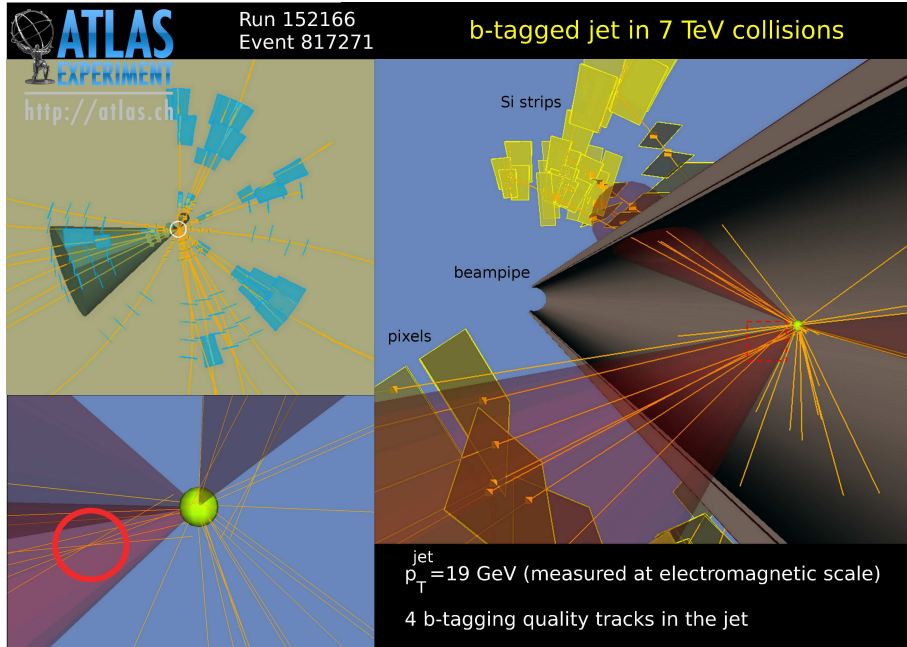 ATLAS
EXPERIMENT
http://atlas.ch
Run 152166
Event 817271
b-tagged jet in 7 TeV collisions
Si strips
beampipe
pixels
p_T^jet=19 GeV (measured at electromagnetic scale)
4 b-tagging quality tracks in the jet